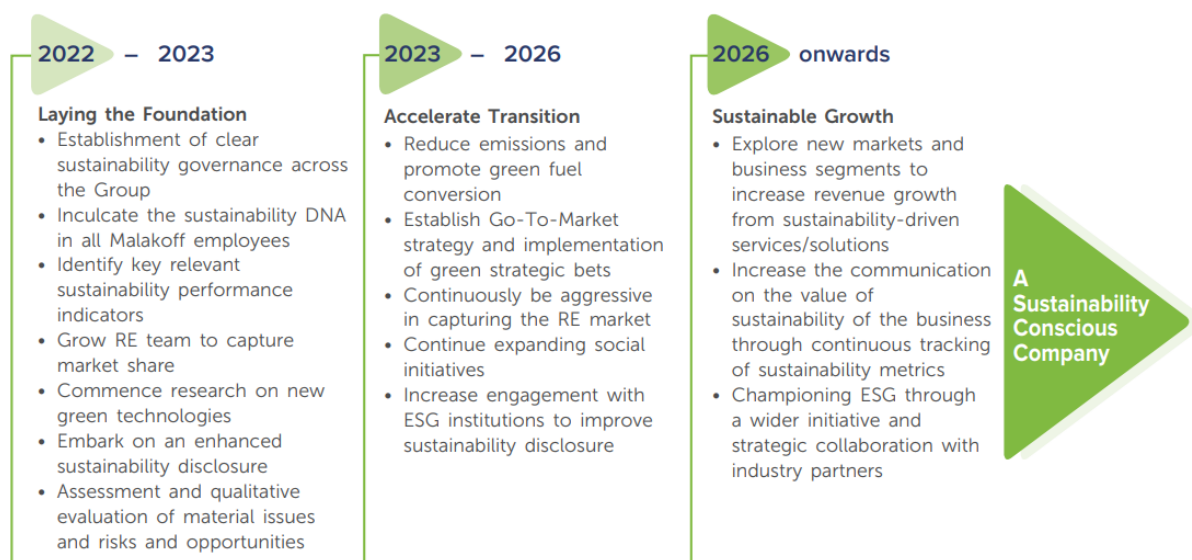 2022 – 2023
Laying the Foundation
• Establishment of clear
sustainability governance across
the Group
• Inculcate the sustainability DNA
in all Malakoff employees
• Identify key relevant
sustainability performance
indicators
• Grow RE team to capture
market share
• Commence research on new
green technologies
• Embark on an enhanced
sustainability disclosure
• Assessment and qualitative
evaluation of material issues
and risks and opportunities
2023 – 2026
Accelerate Transition
• Reduce emissions and
promote green fuel
conversion
• Establish Go-To-Market
strategy and implementation
of green strategic bets
• Continuously be aggressive
in capturing the RE market
• Continue expanding social
initiatives
• Increase engagement with
ESG institutions to improve
sustainability disclosure
2026 onwards
Sustainable Growth
• Explore new markets and
business segments to
increase revenue growth
from sustainability-driven
services/solutions
• Increase the communication
on the value of
sustainability of the business
through continuous tracking
of sustainability metrics
• Championing ESG through
a wider initiative and
strategic collaboration with
industry partners
A
Sustainability
Conscious
Company